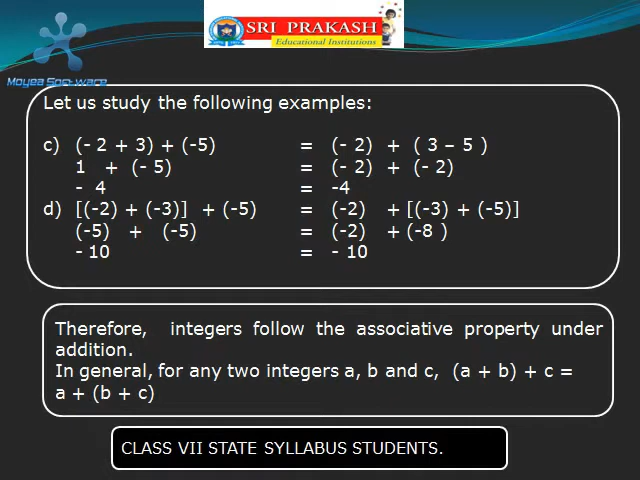 SRI PRAKASH
Educational Institutions
Moyea Software
Let us study the following examples:
c) (- 2 + 3) + (-5) = (- 2) + ( 3 – 5 )
1 + (- 5) = (- 2) + (- 2)
- 4 = -4
d) [(-2) + (-3)] + (-5) = (-2) + [(-3) + (-5)]
(-5) + (-5) = (-2) + (-8 )
- 10 = - 10
Therefore, integers follow the associative property under
addition.
In general, for any two integers a, b and c, (a + b) + c =
a + (b + c)
CLASS VII STATE SYLLABUS STUDENTS.